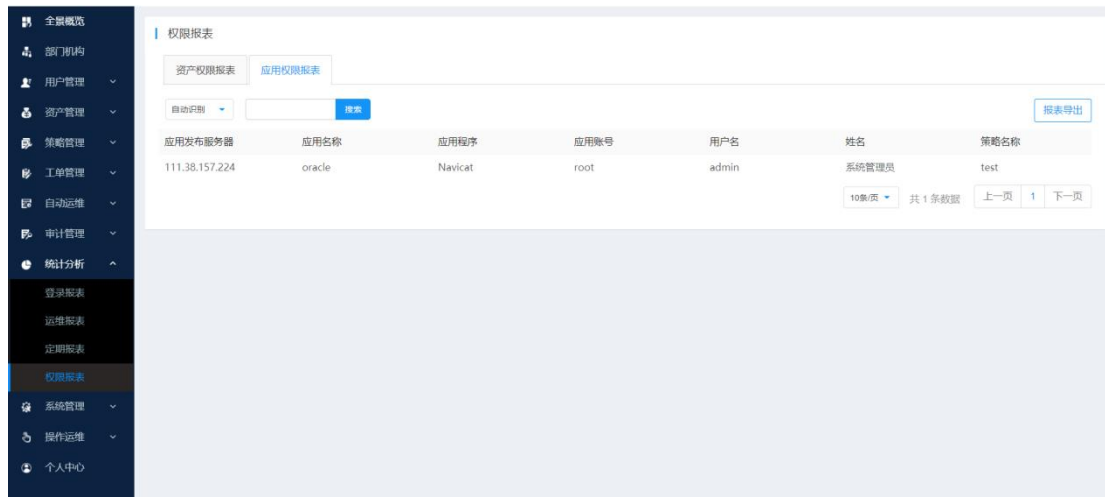 全景概览
部门机构
用户管理
资产管理
策略管理
工单管理
自动运维
审计管理
统计分析
登录报表
运维报表
定期报表
权限报表
系统管理
操作运维
个人中心
权限报表
资产权限报表 应用权限报表
自动识别 搜索 报表导出
应用发布服务器 应用名称 应用程序 应用账号 用户名 姓名 策略名称
111.38.157.224 oracle Navicat root admin 系统管理员 test
10条/页 共 1 条数据 上一页 1 下一页